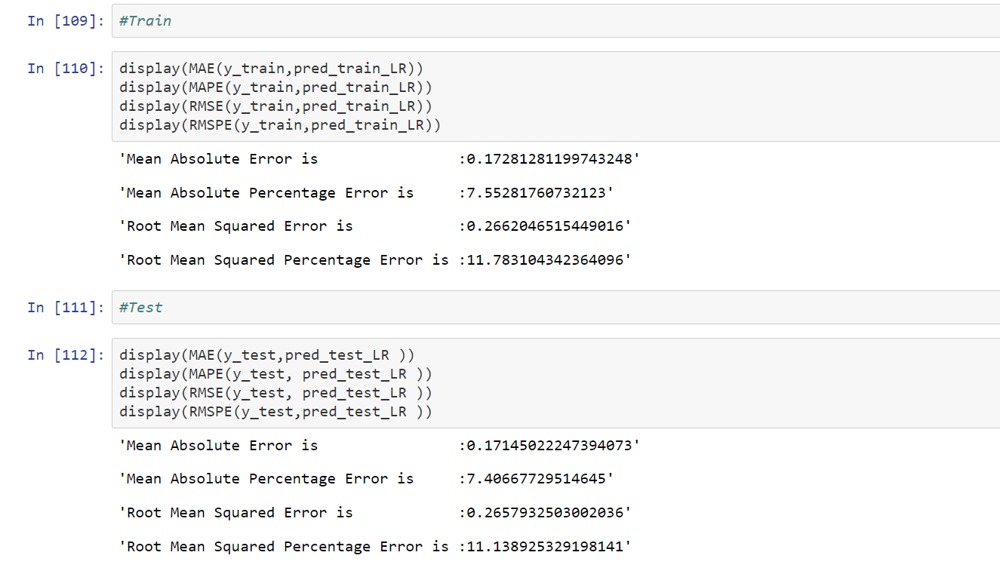 In [109]: #Train
In [110]: display(MAE(y_train,pred_train_LR))
display(MAPE(y_train,pred_train_LR))
display(RMSE(y_train,pred_train_LR))
display(RMSPE(y_train,pred_train_LR))
'Mean Absolute Error is                :0.17281281199743248'
'Mean Absolute Percentage Error is     :7.55281760732123'
'Root Mean Squared Error is            :0.2662046515449016'
'Root Mean Squared Percentage Error is :11.783104342364096'
In [111]: #Test
In [112]: display(MAE(y_test,pred_test_LR ))
display(MAPE(y_test, pred_test_LR ))
display(RMSE(y_test, pred_test_LR ))
display(RMSPE(y_test,pred_test_LR ))
'Mean Absolute Error is                :0.17145022247394073'
'Mean Absolute Percentage Error is     :7.40667729514645'
'Root Mean Squared Error is            :0.2657932503002036'
'Root Mean Squared Percentage Error is :11.138925329198141'